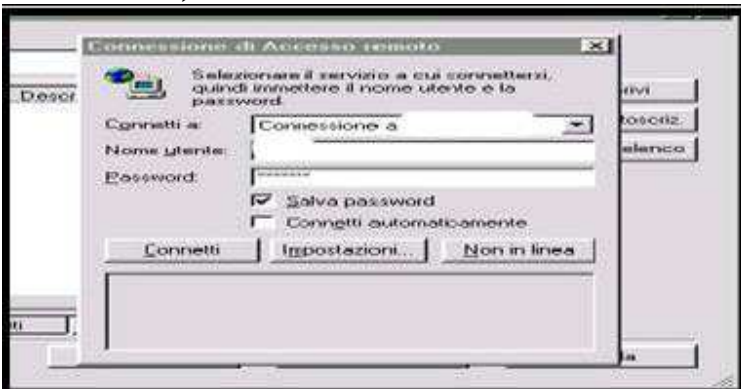 Connessione di Accesso remoto
Selezionare il servizio a cui connettersi,
quindi immettere il nome utente e la
password.
Descr
Connetti a: Connessione a
Nome utente:
Password: *******
Salva password
Connetti automaticamente
Connetti Impostazioni... Non in linea
rivi
toscriz.
elenco